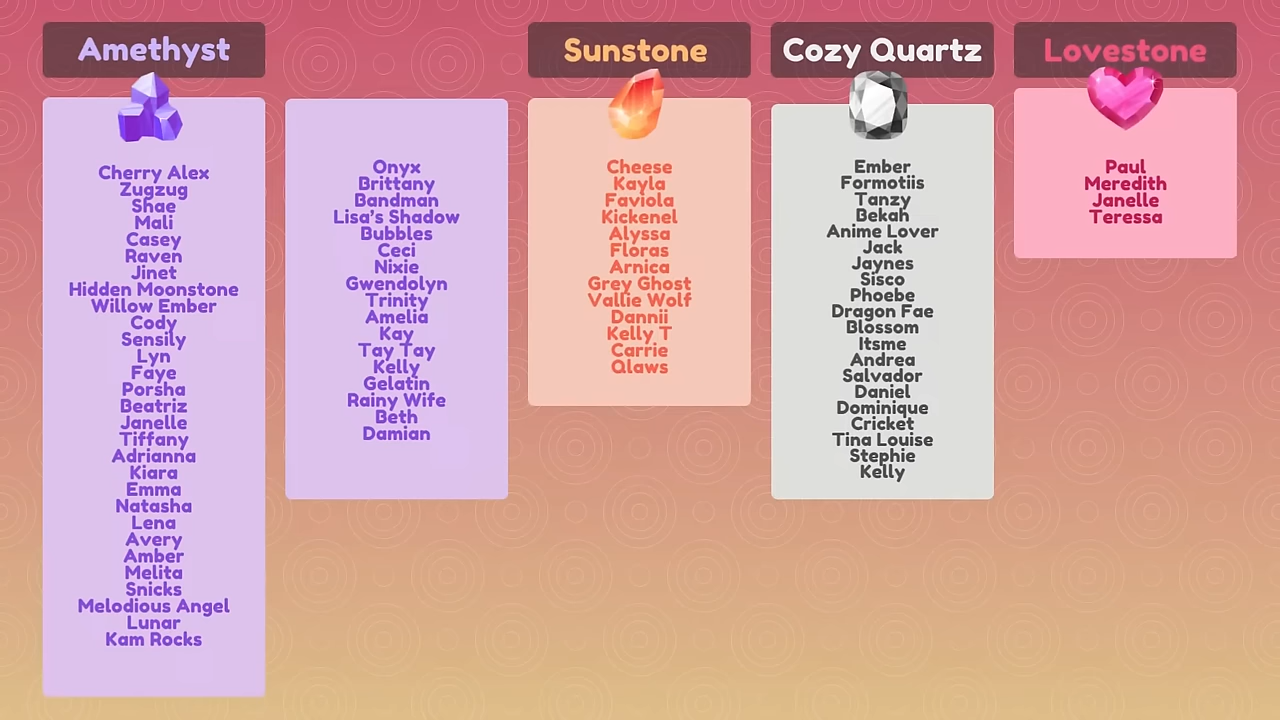 Amethyst
Cherry Alex
Zugzug
Shae
Mali
Casey
Raven
Jinet
Hidden Moonstone
Willow Ember
Cody
Sensily
Lyn
Faye
Porsha
Beatriz
Janelle
Tiffany
Adrianna
Kiara
Emma
Natasha
Lena
Avery
Amber
Melita
Snicks
Melodious Angel
Lunar
Kam Rocks
Onyx
Brittany
Bandman
Lisa's Shadow
Bubbles
Ceci
Nixie
Gwendolyn
Trinity
Amelia
Kay
Tay Tay
Kelly
Gelatin
Rainy Wife
Beth
Damian
Sunstone
Cheese
Kayla
Faviola
Kickenel
Alyssa
Floras
Arnica
Grey Ghost
Vallie Wolf
Dannii
Kelly T
Carrie
Qlaws
Cozy Quartz
Ember
Formotiis
Tanzy
Bekah
Anime Lover
Jack
Jaynes
Sisco
Phoebe
Dragon Fae
Blossom
Itsme
Andrea
Salvador
Daniel
Dominique
Cricket
Tina Louise
Stephie
Kelly
Lovestone
Paul
Meredith
Janelle
Teressa